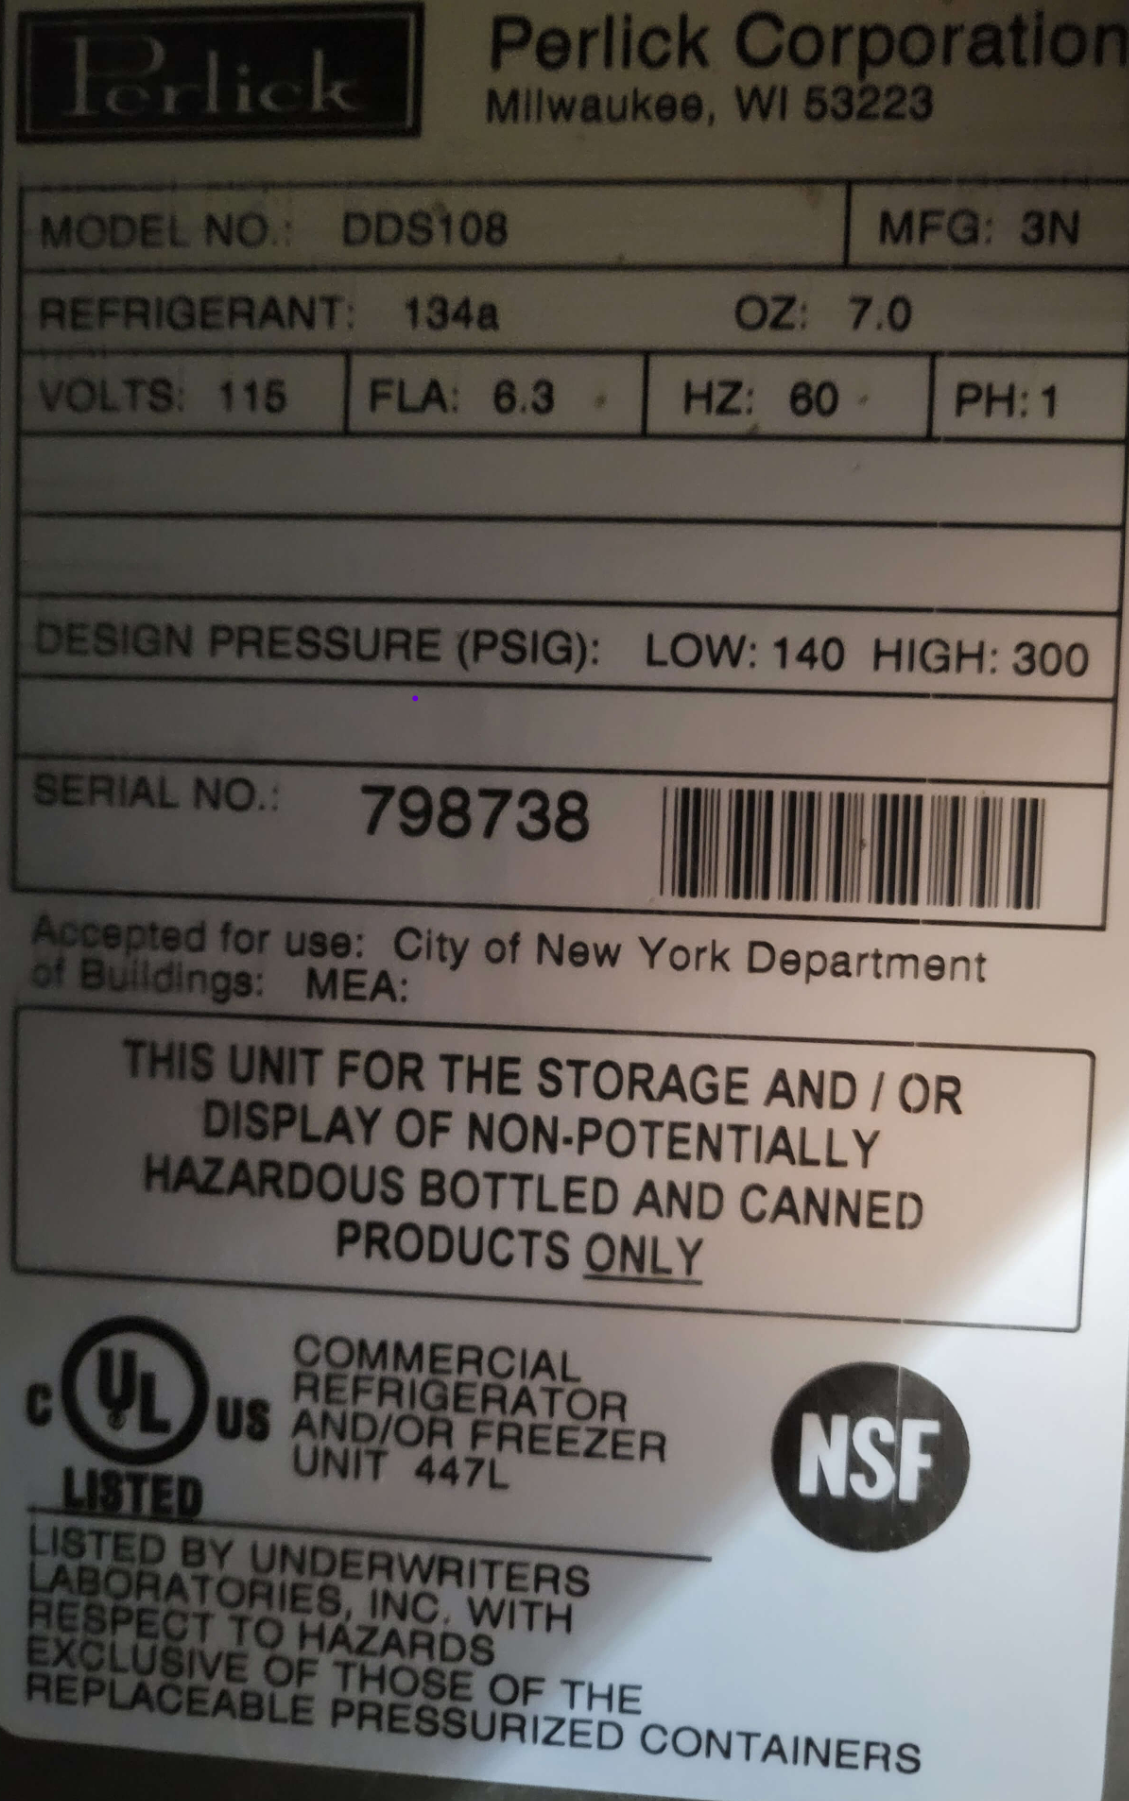 Perlick
Perlick Corporation
Milwaukee, WI 53223
MODEL NO.: DDS108 MFG: 3N
REFRIGERANT: 134a OZ: 7.0
VOLTS: 115 FLA: 6.3 HZ: 60 PH: 1
DESIGN PRESSURE (PSIG): LOW: 140 HIGH: 300
SERIAL NO.: 798738
Accepted for use: City of New York Department
of Buildings: MEA:
THIS UNIT FOR THE STORAGE AND / OR
DISPLAY OF NON-POTENTIALLY
HAZARDOUS BOTTLED AND CANNED
PRODUCTS ONLY
C UL US
LISTED
COMMERCIAL
REFRIGERATOR
AND/OR FREEZER
UNIT 447L
NSF
LISTED BY UNDERWRITERS
LABORATORIES, INC. WITH
RESPECT TO HAZARDS
EXCLUSIVE OF THOSE OF THE
REPLACEABLE PRESSURIZED CONTAINERS